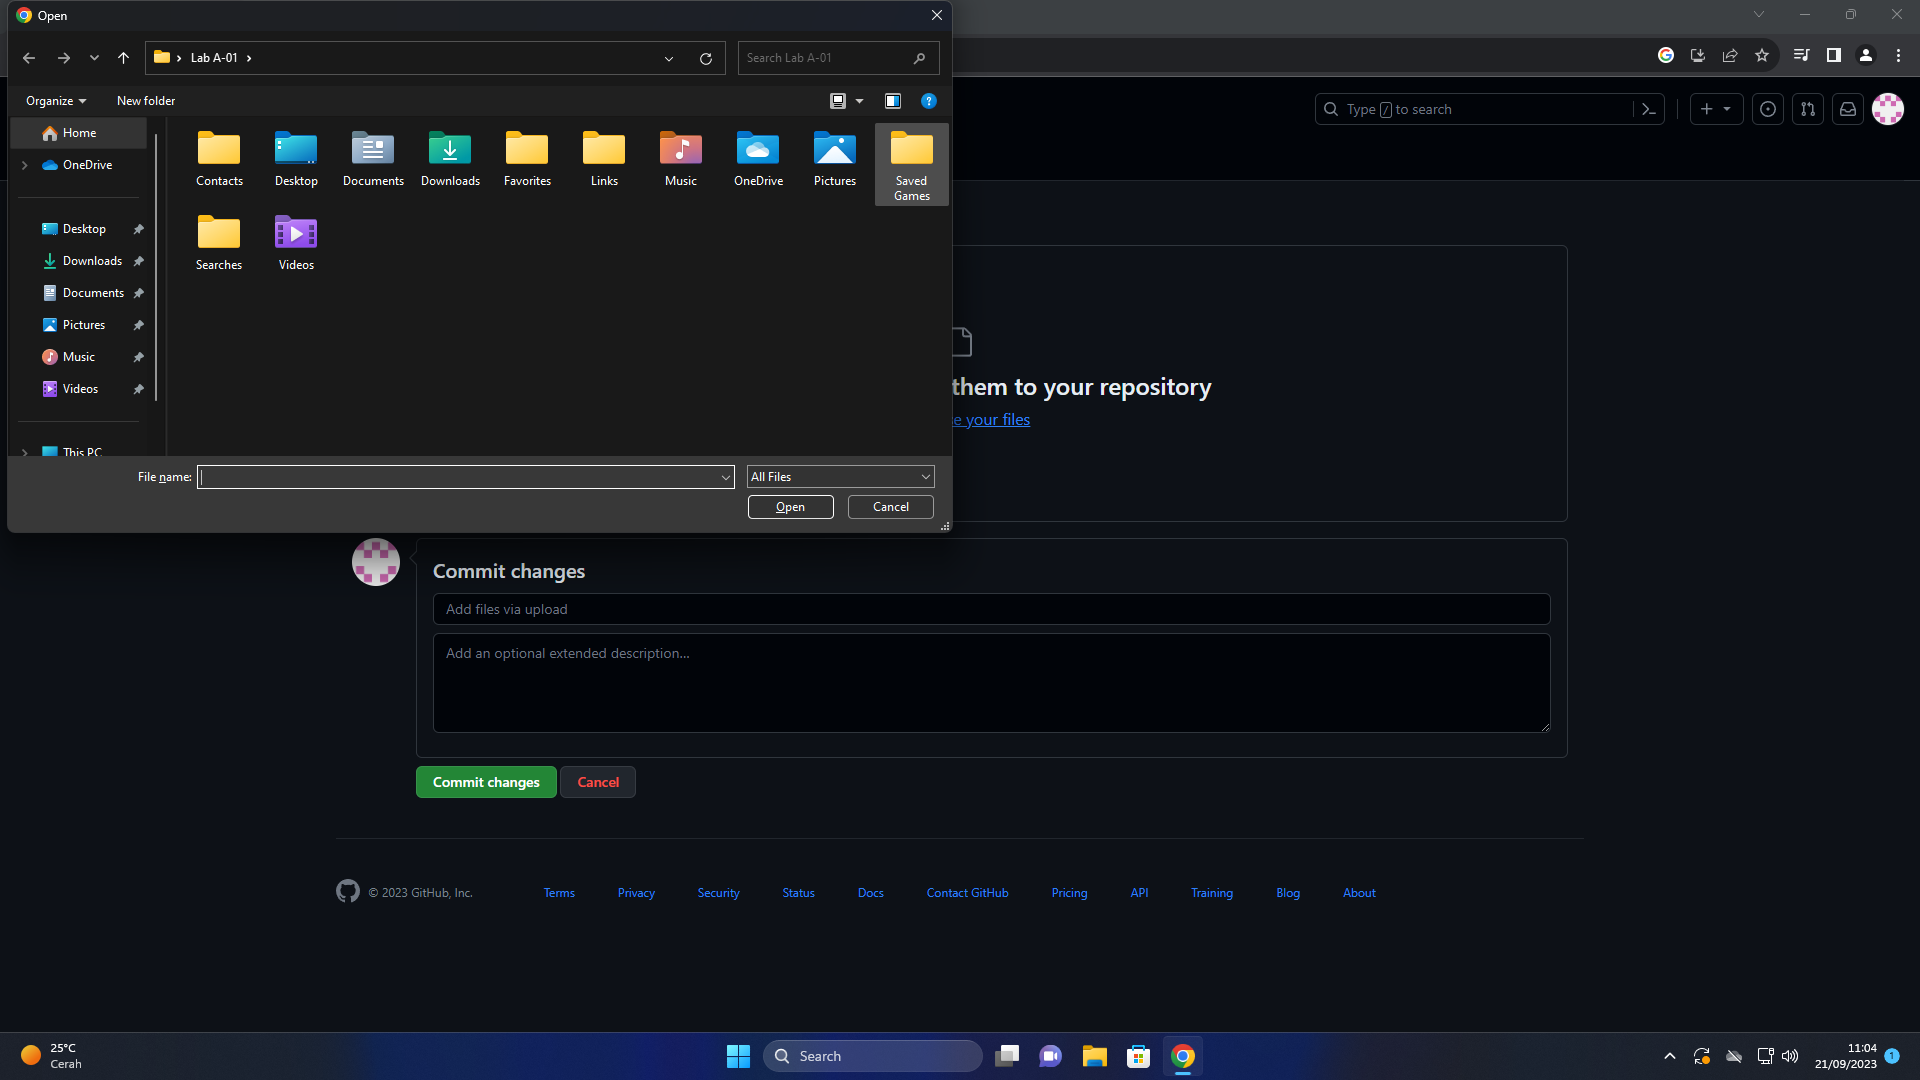 Open
Lab A-01
Search Lab A-01
Organize
New folder
Home
OneDrive
Desktop
Downloads
Documents
Pictures
Music
Videos
This PC
Contacts
Desktop
Documents
Downloads
Favorites
Links
Music
OneDrive
Pictures
Saved
Games
Searches
Videos
File name:
All Files
Open
Cancel
Type / to search
them to your repository
e your files
Commit changes
Add files via upload
Add an optional extended description...
Commit changes
Cancel
© 2023 GitHub, Inc.
Terms
Privacy
Security
Status
Docs
Contact GitHub
Pricing
API
Training
Blog
About
25°C
Cerah
Search
11:04
21/09/2023
1